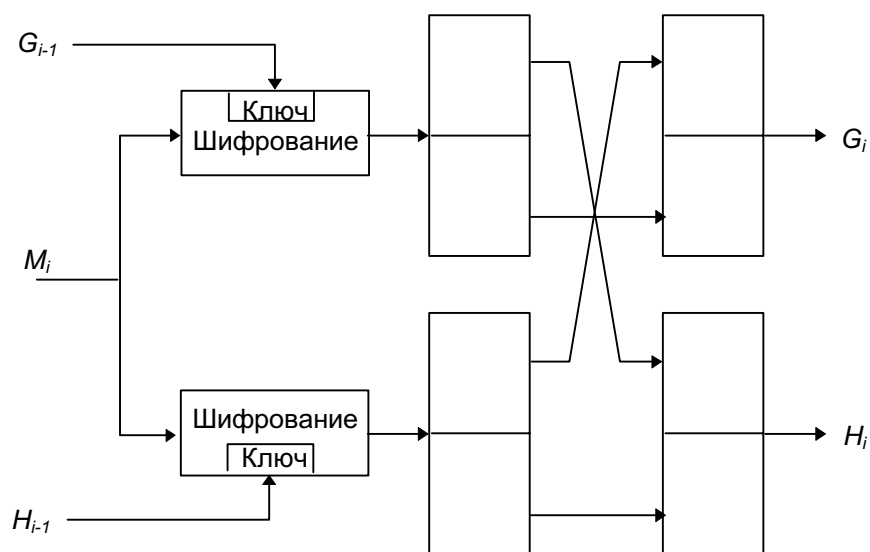 G_{i-1}
Ключ
Шифрование
G_i
M_i
Шифрование
Ключ
H_i
H_{i-1}